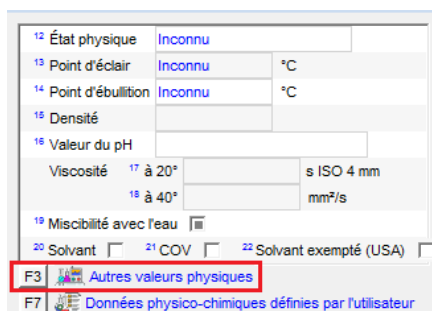 12 État physique Inconnu
13 Point d'éclair Inconnu °C
14 Point d'ébullition Inconnu °C
15 Densité
16 Valeur du pH
Viscosité 17 à 20° s ISO 4 mm
18 à 40° mm²/s
19 Miscibilité avec l'eau
20 Solvant 21 COV 22 Solvant exempté (USA)
F3 Autres valeurs physiques
F7 Données physico-chimiques définies par l'utilisateur